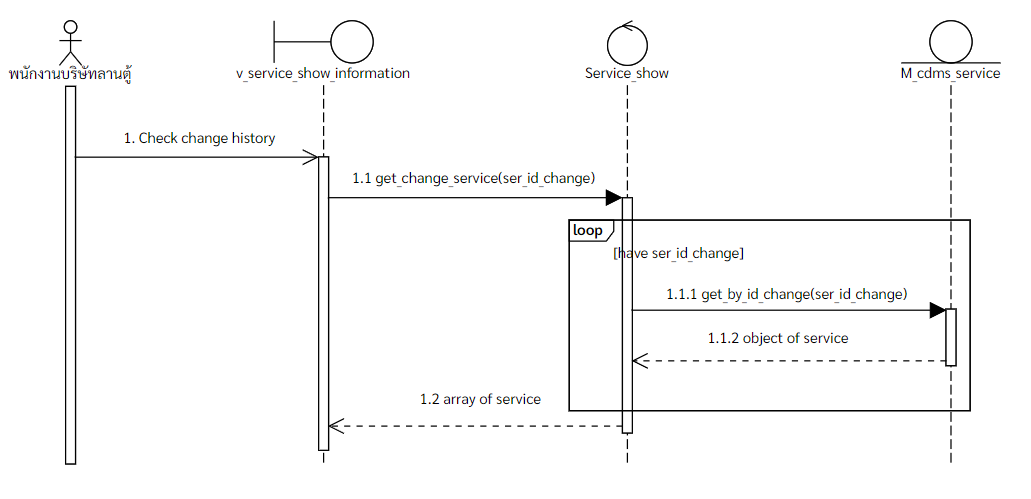 พนักงานบริษัทลานตู้
v_service_show_information
Service_show
M_cdms_service
1. Check change history
1.1 get_change_service(ser_id_change)
loop
[have ser_id_change]
1.1.1 get_by_id_change(ser_id_change)
1.1.2 object of service
1.2 array of service